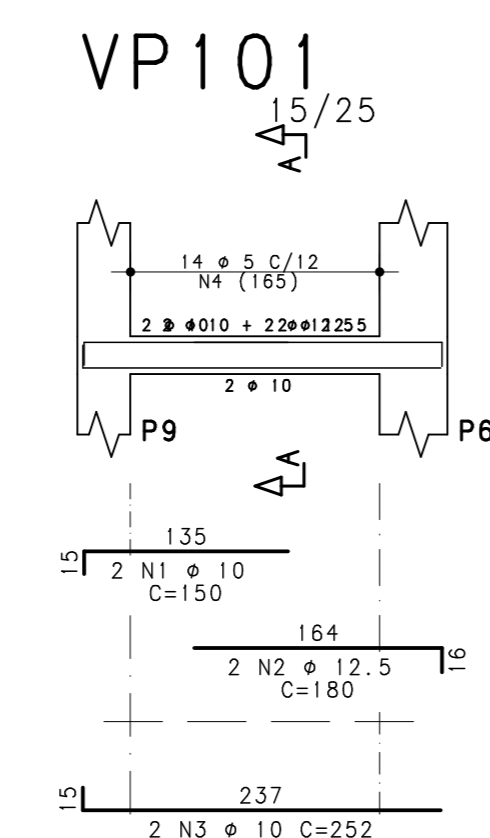 VP101
15/25
A
14 ø 5 C/12
N4 (165)
2 ø 10
P9
P6
A
135
15
2 N1 ø 10
C=150
164
2 N2 ø 12.5
16
C=180
237
15
2 N3 ø 10 C=252